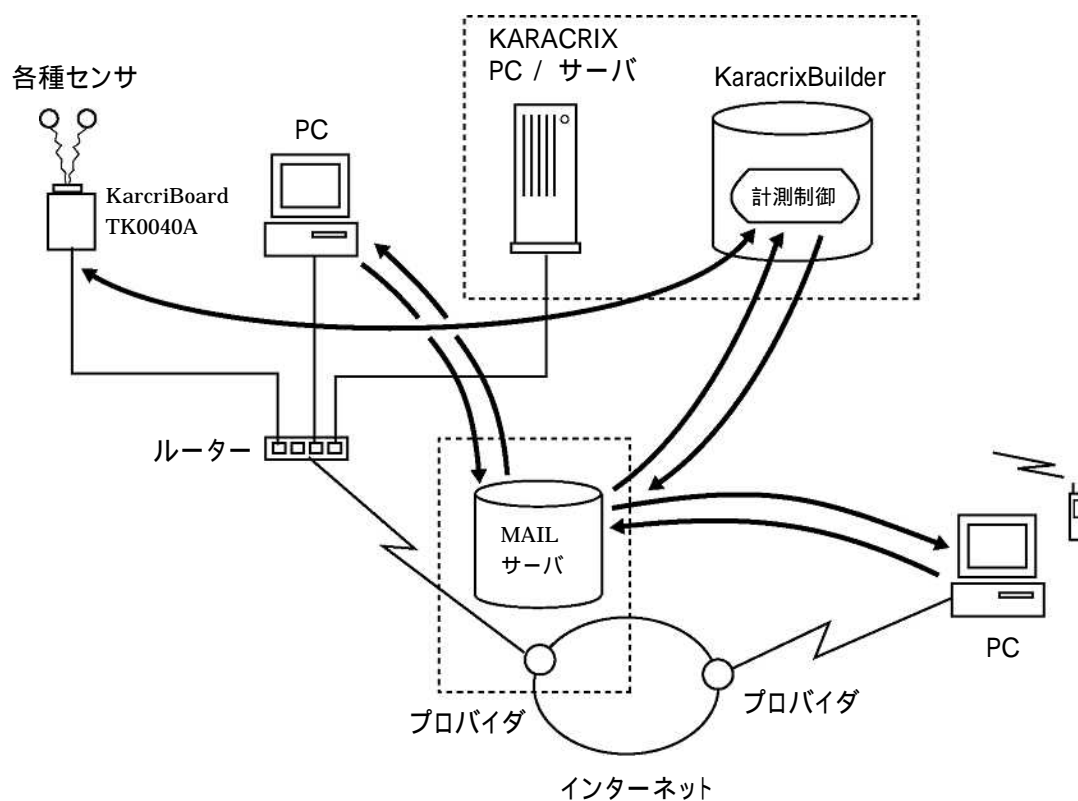 KARACRIX
PC / サーバ
各種センサ
KaracrixBuilder
PC
計測制御
KarcriBoard
TK0040A
ルーター
MAIL
サーバ
PC
プロバイダ
プロバイダ
インターネット